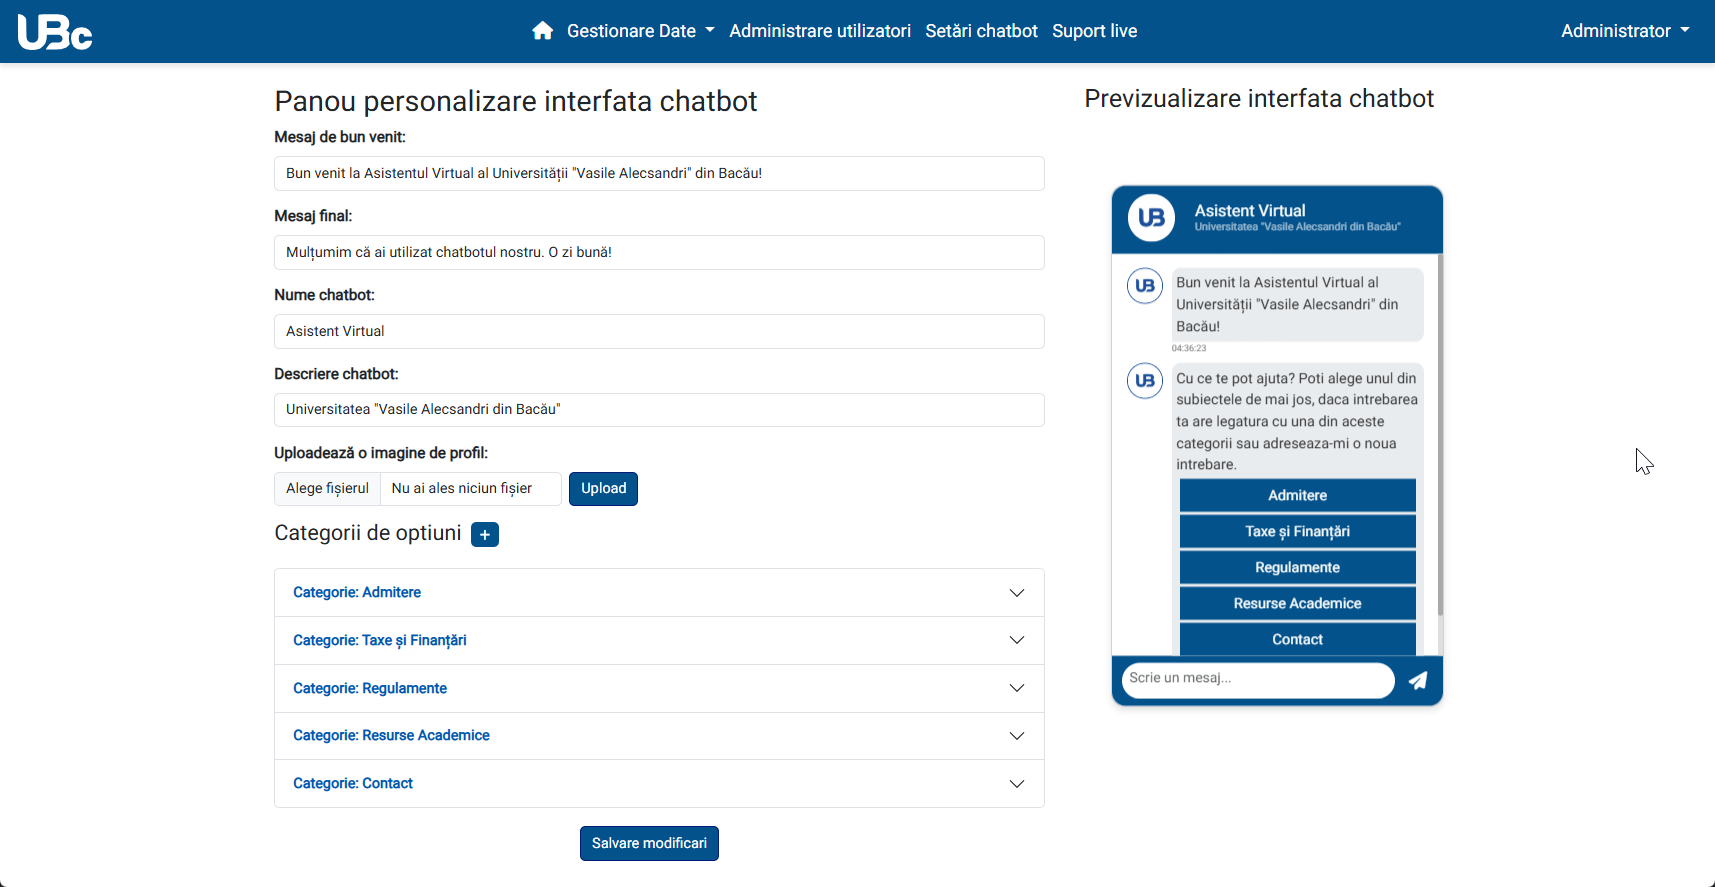 UBc
Gestionare Date
Administrare utilizatori
Setări chatbot
Suport live
Administrator
Panou personalizare interfata chatbot
Mesaj de bun venit:
Bun venit la Asistentul Virtual al Universității "Vasile Alecsandri" din Bacău!
Mesaj final:
Mulțumim că ai utilizat chatbotul nostru. O zi bună!
Nume chatbot:
Asistent Virtual
Descriere chatbot:
Universitatea "Vasile Alecsandri din Bacău"
Uploadează o imagine de profil:
Alege fișierul
Nu ai ales niciun fișier
Upload
Categorii de optiuni +
Categorie: Admitere
Categorie: Taxe și Finanțări
Categorie: Regulamente
Categorie: Resurse Academice
Categorie: Contact
Salvare modificari
Previzualizare interfata chatbot
UB
Asistent Virtual
Universitatea "Vasile Alecsandri din Bacău"
UB
Bun venit la Asistentul Virtual al
Universității "Vasile Alecsandri" din
Bacău!
04:36:23
UB
Cu ce te pot ajuta? Poti alege unul din
subiectele de mai jos, daca intrebarea
ta are legatura cu una din aceste
categorii sau adreseaza-mi o noua
intrebare.
Admitere
Taxe și Finanțări
Regulamente
Resurse Academice
Contact
Scrie un mesaj...